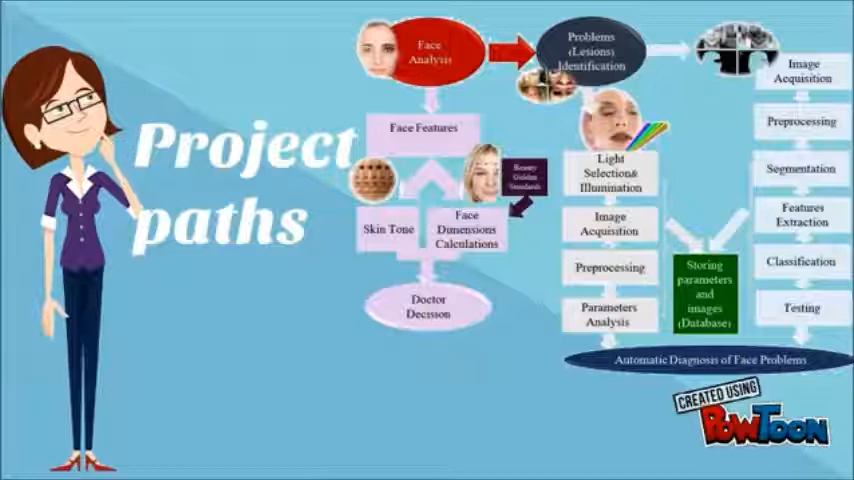 Project
paths
Face
Analysis
Problems
(Lesions)
Identification
Face Features
Beauty
Golden
Standards
Skin Tone
Face
Dimensions
Calculations
Doctor
Decision
Light
Selection&
Illumination
Image
Acquisition
Preprocessing
Parameters
Analysis
Storing
parameters
and
images
(Database)
Image
Acquisition
Preprocessing
Segmentation
Features
Extraction
Classification
Testing
Automatic Diagnosis of Face Problems
CREATED USING
POWTOON